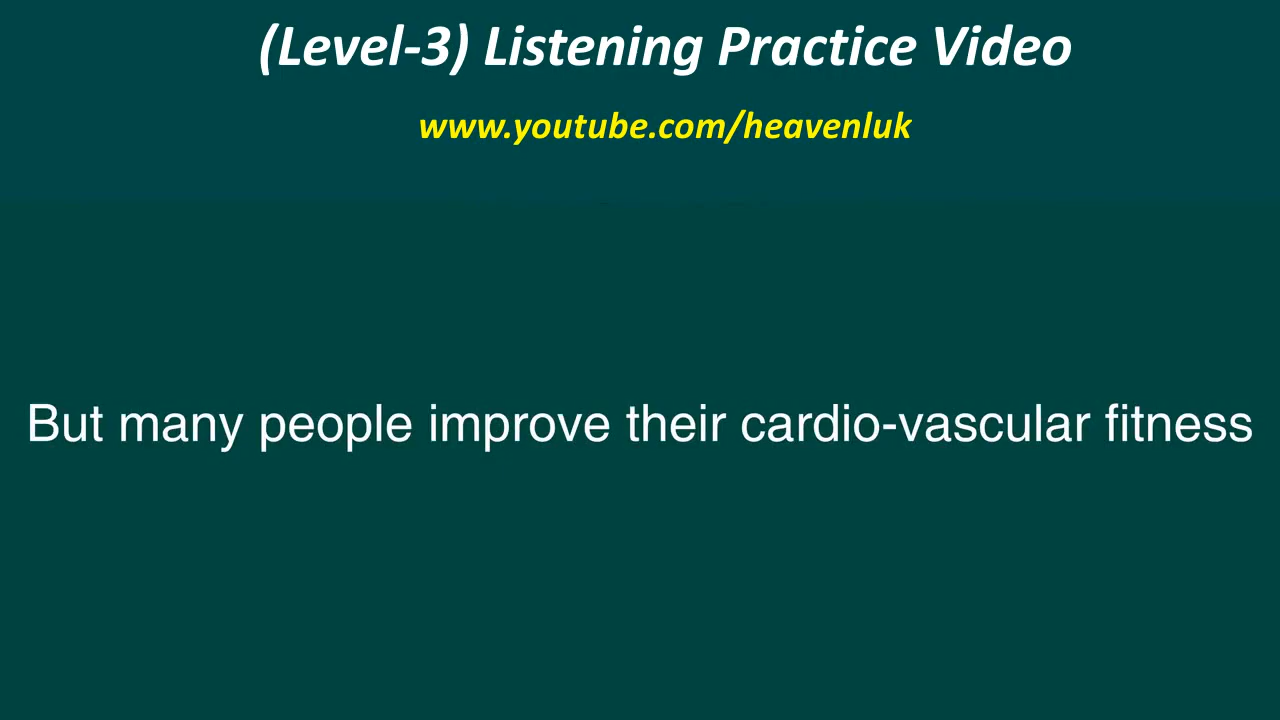 (Level-3) Listening Practice Video
www.youtube.com/heavenluk
But many people improve their cardio-vascular fitness